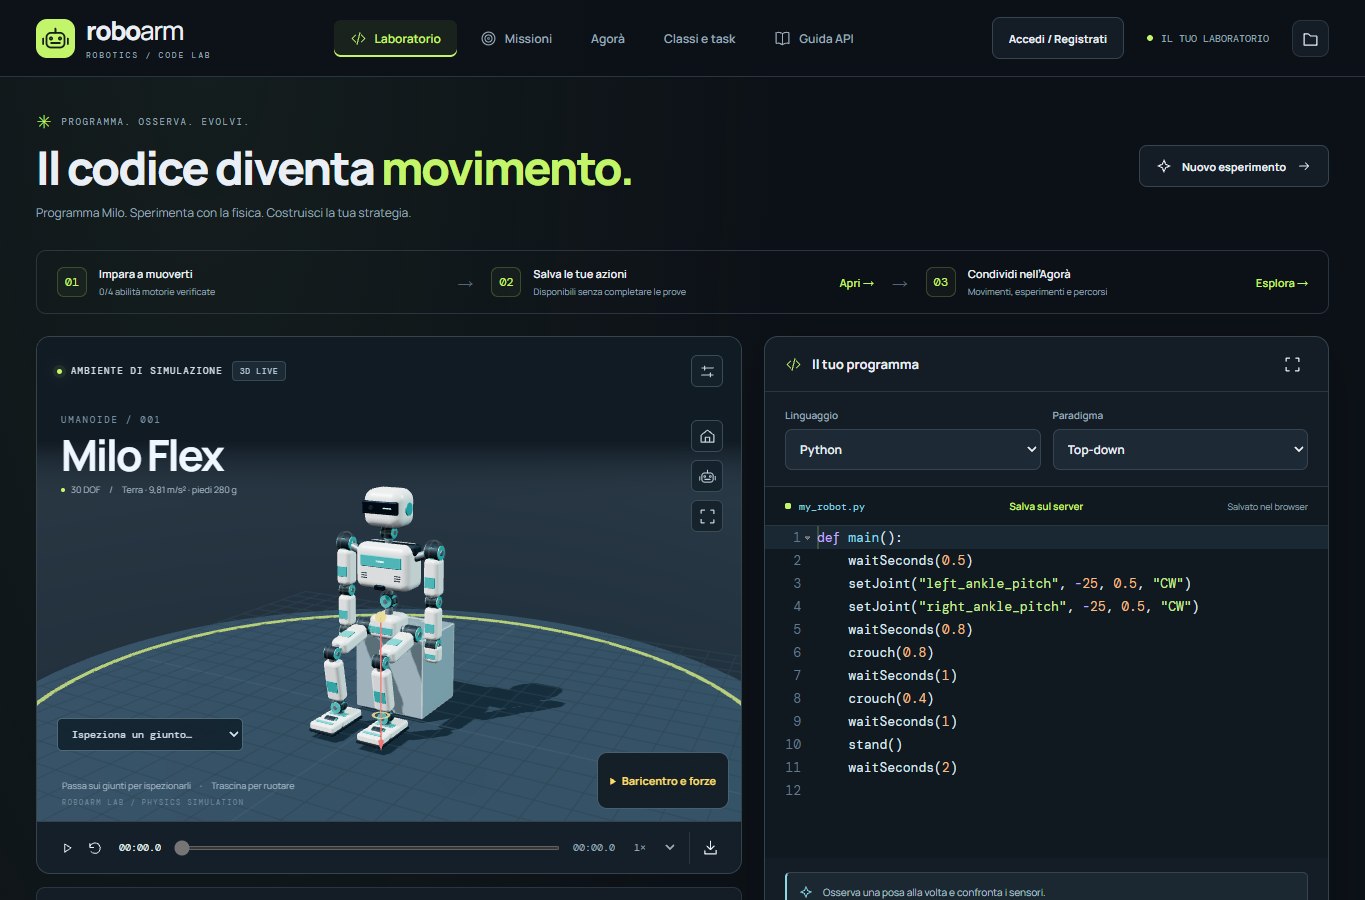 roboarm
ROBOTICS / CODE LAB
Laboratorio
Missioni
Agorà
Classi e task
Guida API
Accedi / Registrati
IL TUO LABORATORIO
PROGRAMMA. OSSERVA. EVOLVI.
Il codice diventa movimento.
Programma Milo. Sperimenta con la fisica. Costruisci la tua strategia.
Nuovo esperimento →
01
Impara a muoverti
0/4 abilità motorie verificate
→
02
Salva le tue azioni
Disponibili senza completare le prove
Apri →
→
03
Condividi nell'Agorà
Movimenti, esperimenti e percorsi
Esplora →
AMBIENTE DI SIMULAZIONE
3D LIVE
UMANOIDE / 001
Milo Flex
30 DOF / Terra · 9,81 m/s² · piedi 280 g
Ispeziona un giunto…
Passa sui giunti per ispezionarli · Trascina per ruotare
ROBOARM LAB / PHYSICS SIMULATION
Baricentro e forze
00:00.0
00:00.0
1×
Il tuo programma
Linguaggio
Paradigma
Python
Top-down
my_robot.py
Salva sul server
Salvato nel browser
1 def main():
2     waitSeconds(0.5)
3     setJoint("left_ankle_pitch", -25, 0.5, "CW")
4     setJoint("right_ankle_pitch", -25, 0.5, "CW")
5     waitSeconds(0.8)
6     crouch(0.8)
7     waitSeconds(1)
8     crouch(0.4)
9     waitSeconds(1)
10     stand()
11     waitSeconds(2)
12
Osserva una posa alla volta e confronta i sensori.